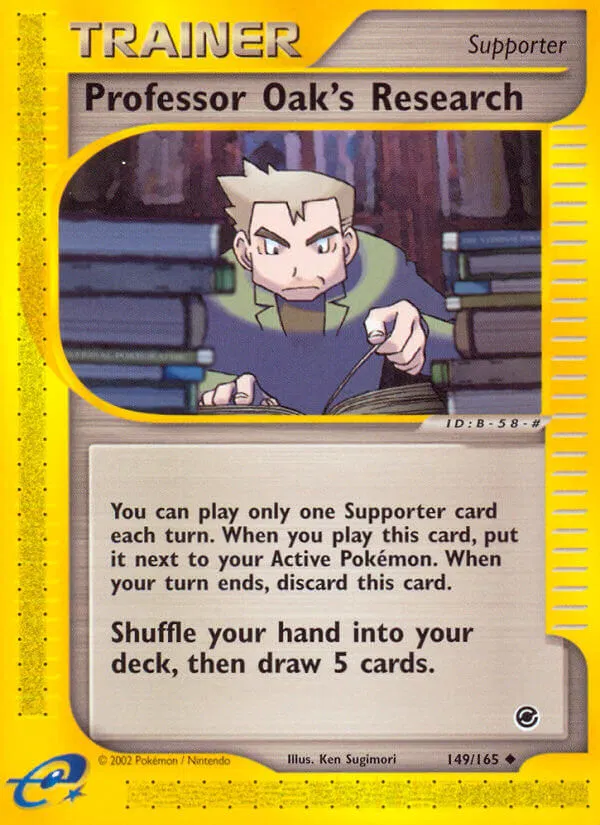 TRAINER
Supporter
Professor Oak's Research
ID:B-58-#
You can play only one Supporter card
each turn. When you play this card, put
it next to your Active Pokémon. When
your turn ends, discard this card.
Shuffle your hand into your
deck, then draw 5 cards.
© 2002 Pokémon / Nintendo
Illus. Ken Sugimori
149/165 ◆